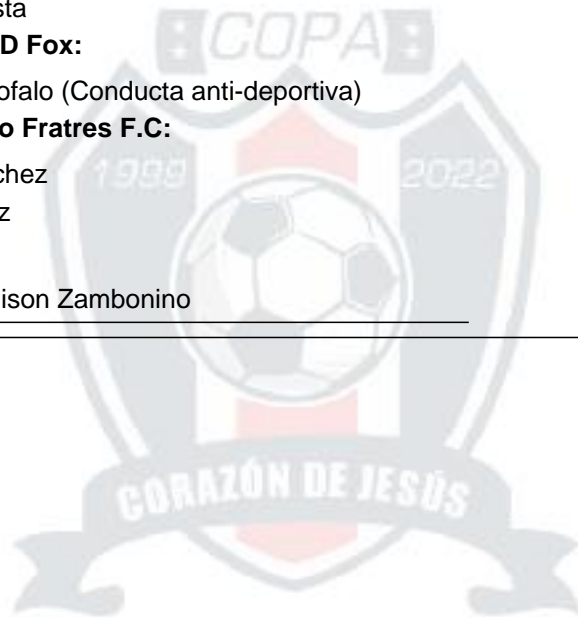 sta
D Fox:
ofalo (Conducta anti-deportiva)
o Fratres F.C:
chez
z
ison Zambonino
COPA
1999 2022
CORAZÓN DE JESÚS